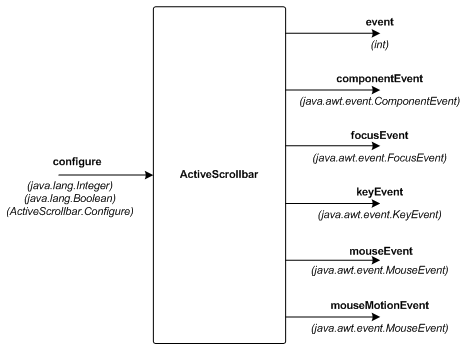 event
(int)
componentEvent
(java.awt.event.ComponentEvent)
focusEvent
(java.awt.event.FocusEvent)
configure
(java.lang.Integer)
(java.lang.Boolean)
(ActiveScrollbar.Configure)
ActiveScrollbar
keyEvent
(java.awt.event.KeyEvent)
mouseEvent
(java.awt.event.MouseEvent)
mouseMotionEvent
(java.awt.event.MouseEvent)